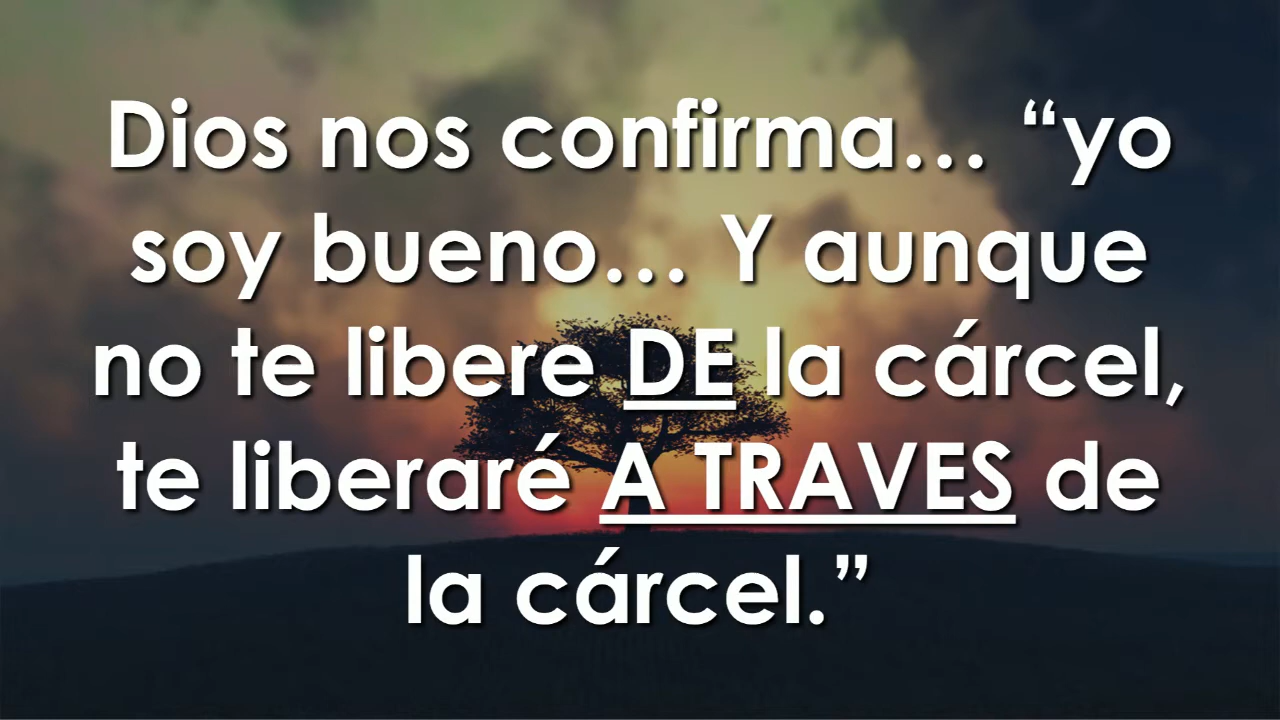 Dios nos confirma… “yo
soy bueno… Y aunque
no te libere DE la cárcel,
te liberaré A TRAVES de
la cárcel.”